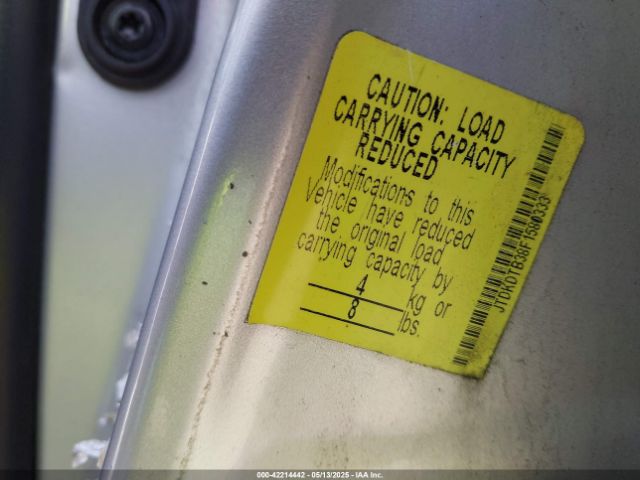 CAUTION: LOAD
CARRYING CAPACITY
REDUCED
Modifications to this
Vehicle have reduced
the original load
carrying capacity by
4 kg or
8 lbs.
JTDKDTB38F1580333
000-42214442 - 05/13/2025 - IAA Inc.